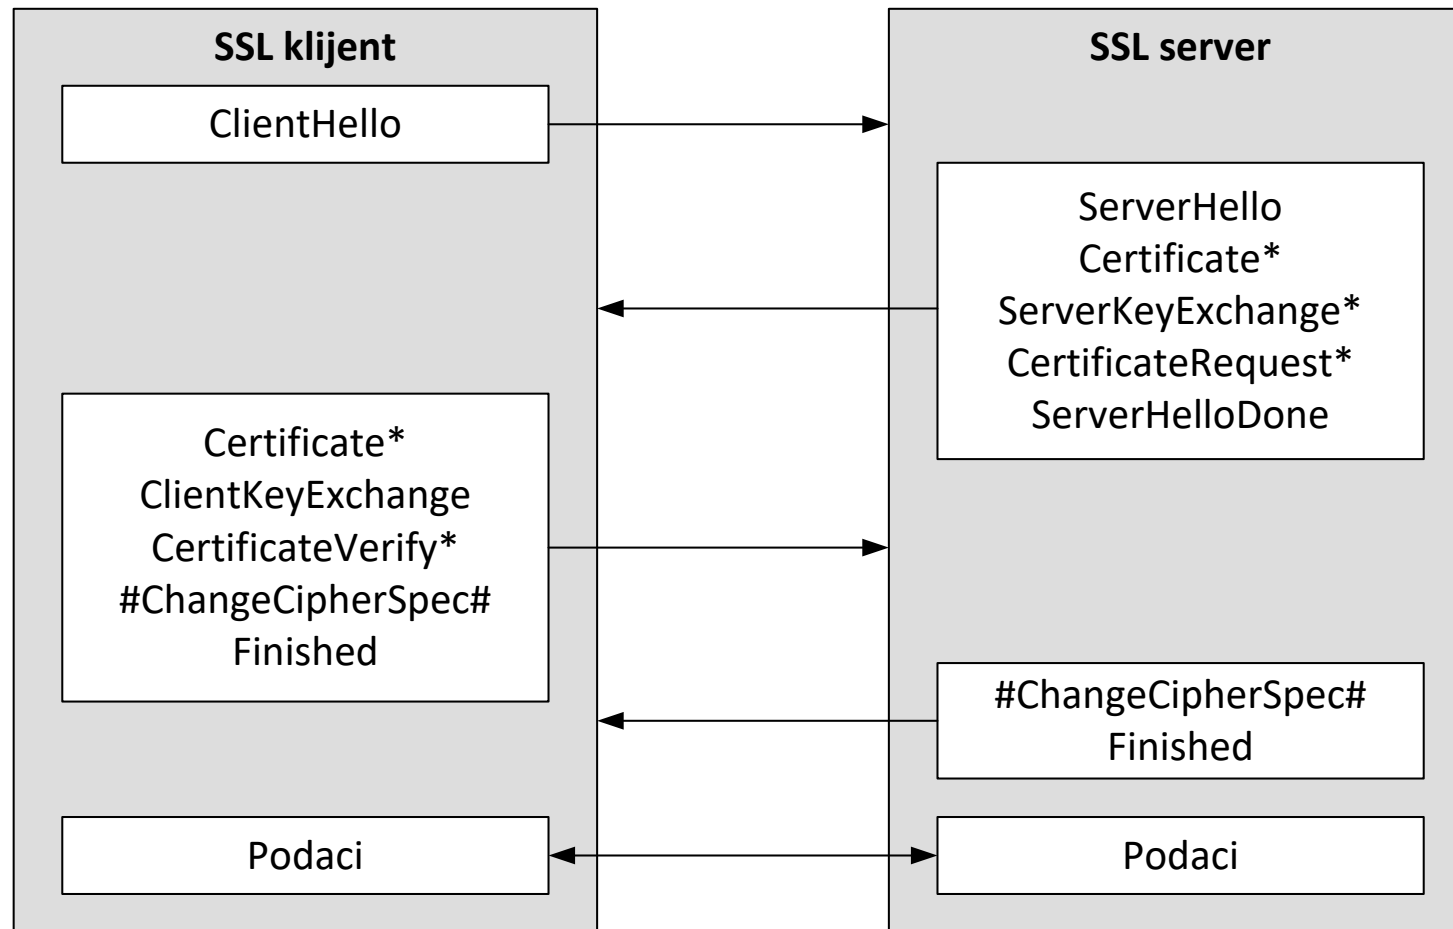 SSL klijent
SSL server
ClientHello
ServerHello
Certificate*
ServerKeyExchange*
CertificateRequest*
ServerHelloDone
Certificate*
ClientKeyExchange
CertificateVerify*
#ChangeCipherSpec#
Finished
#ChangeCipherSpec#
Finished
Podaci
Podaci